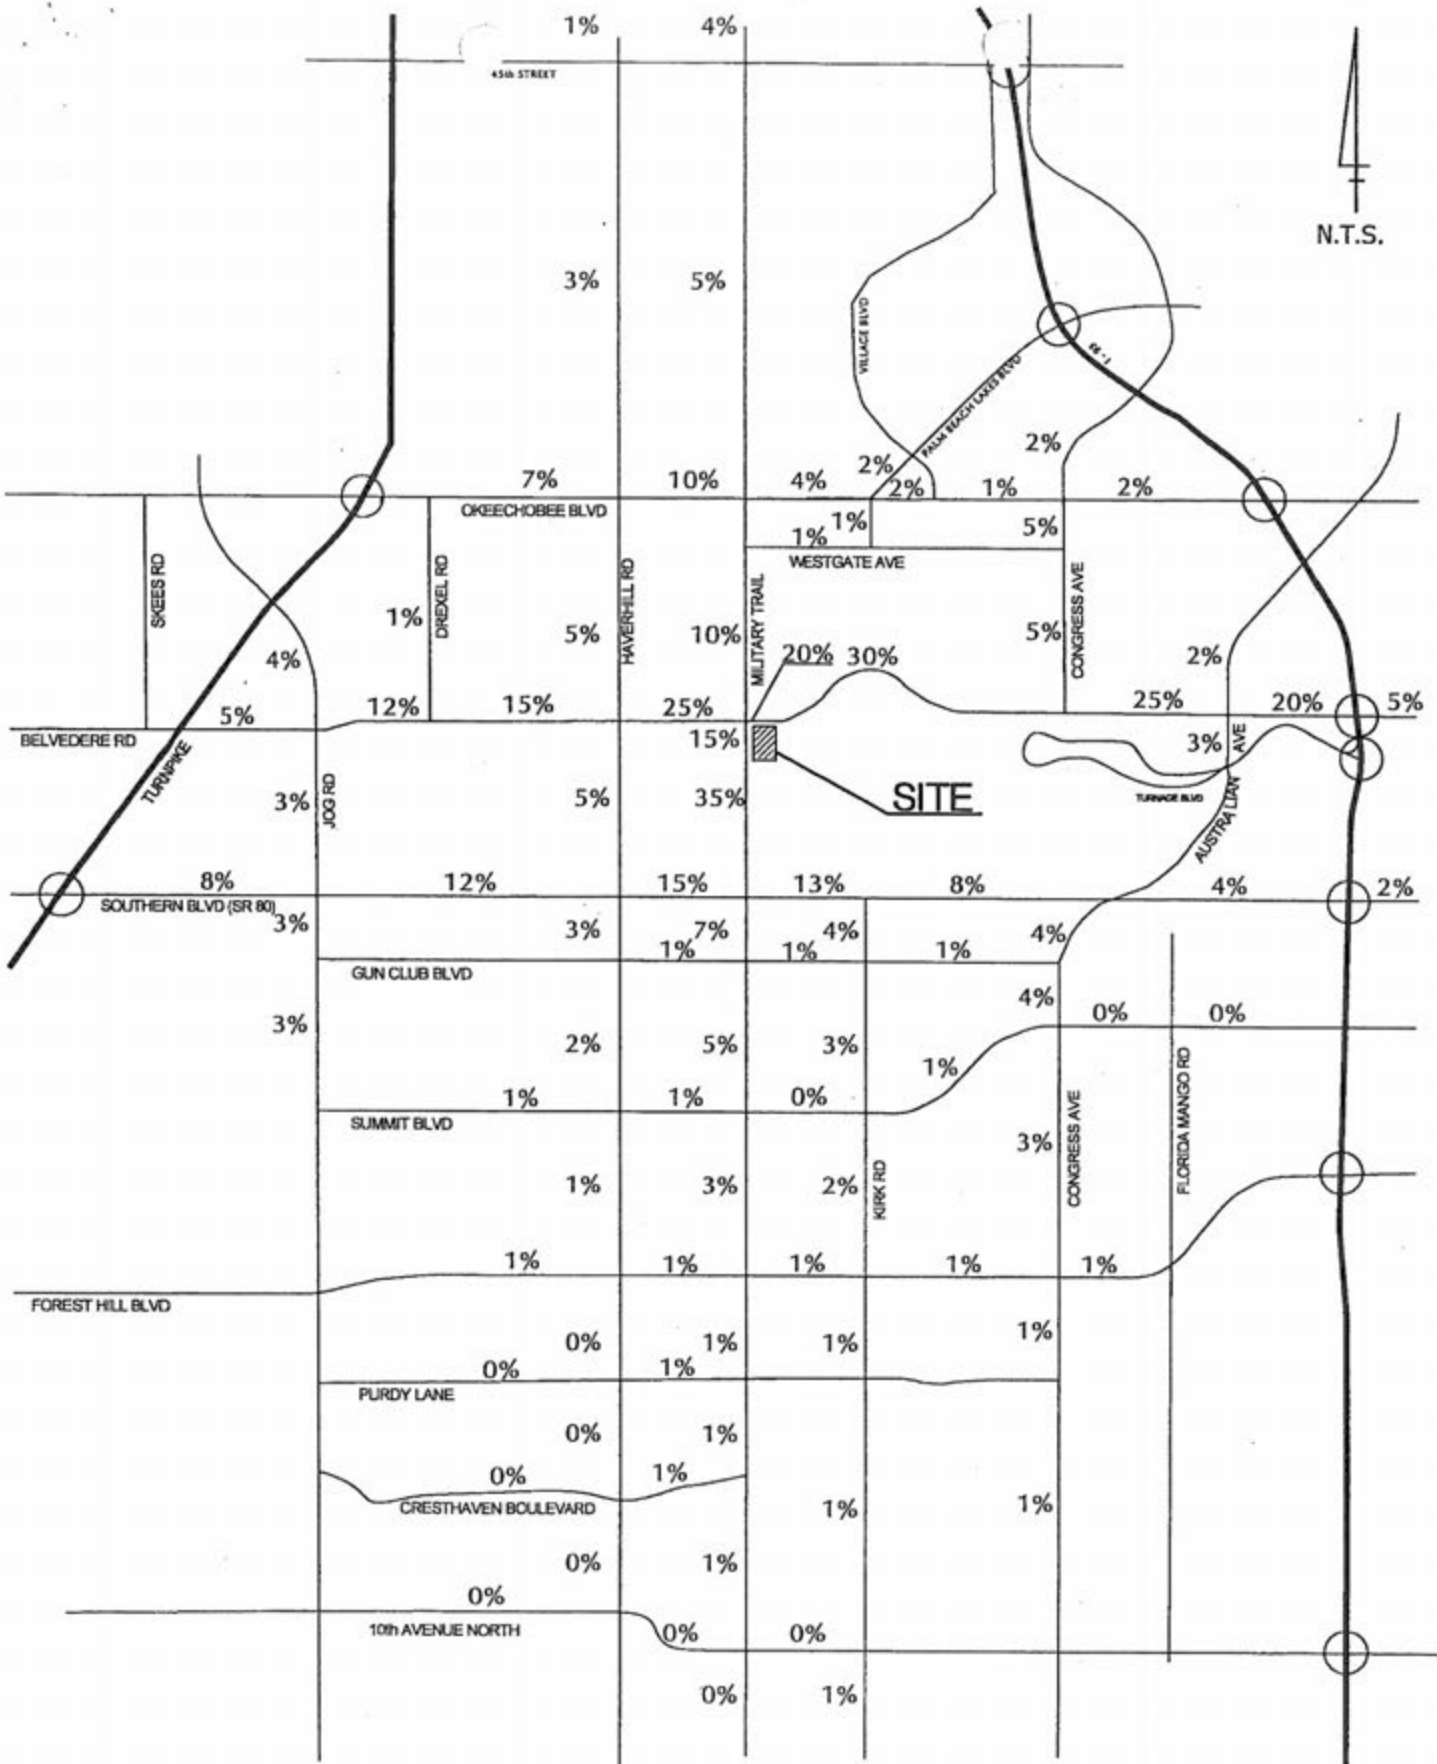 1% 4%
45th STREET
N.T.S.
3% 5%
VILLAGE BLVD
PALM BEACH LAKES BLVD
I-95
2%
7% 10% 4% 2% 2% 1% 2%
OKEECHOBEE BLVD
1% 1% 5%
WESTGATE AVE
SKEES RD
DREXEL RD
HAVERHILL RD
MILITARY TRAIL
CONGRESS AVE
1% 5% 10% 5%
4% 20% 30% 2%
5% 12% 15% 25% 25% 20% 5%
BELVEDERE RD
15% 3%
AUSTRALIAN AVE
TURNPIKE
JOG RD
3% 5% 35%
SITE
TURNAGE BLVD
8% 12% 15% 13% 8% 4% 2%
SOUTHERN BLVD (SR 80)
3% 3% 7% 4% 4%
1% 1% 1%
GUN CLUB BLVD
4%
0% 0%
3% 2% 5% 3%
1%
1% 1% 0%
SUMMIT BLVD
KIRK RD
CONGRESS AVE
FLORIDA MANGO RD
3%
1% 3% 2%
1% 1% 1% 1% 1%
FOREST HILL BLVD
0% 1% 1% 1%
0% 1%
PURDY LANE
0% 1%
0% 1%
CRESTHAVEN BOULEVARD
1% 1%
0% 1%
0%
10th AVENUE NORTH
0% 0%
0% 1%